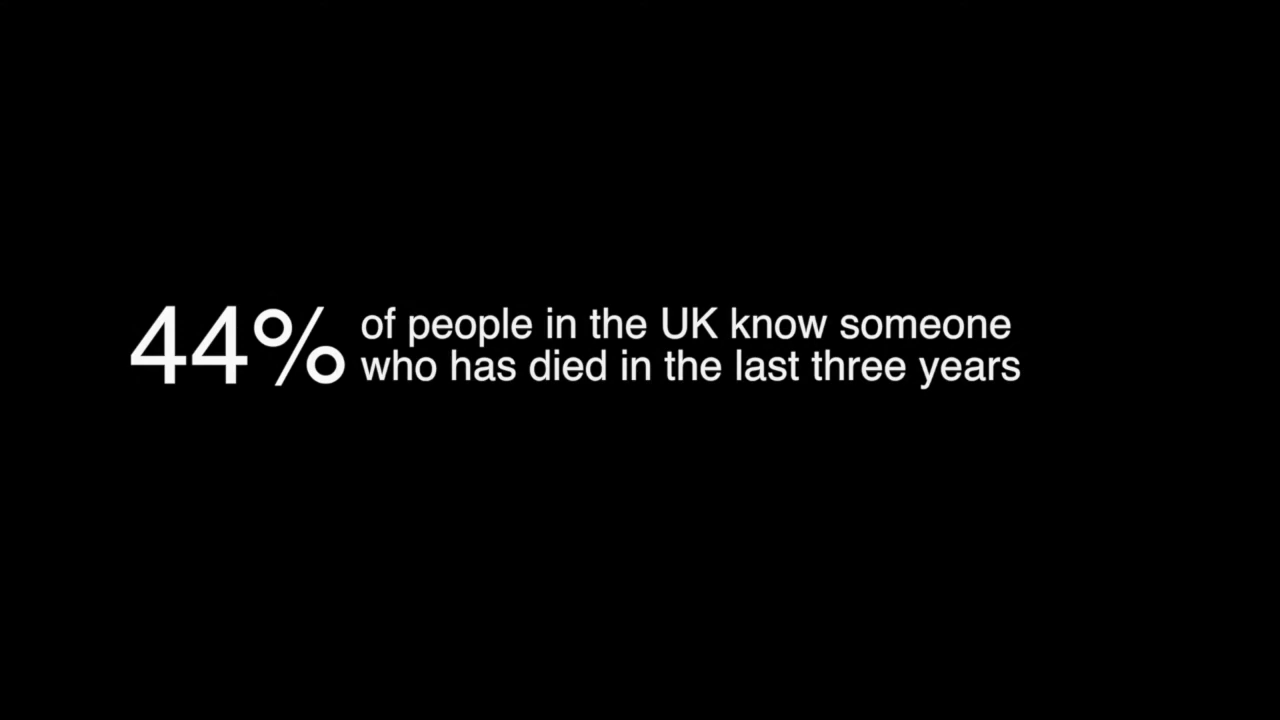 44% of people in the UK know someone
who has died in the last three years